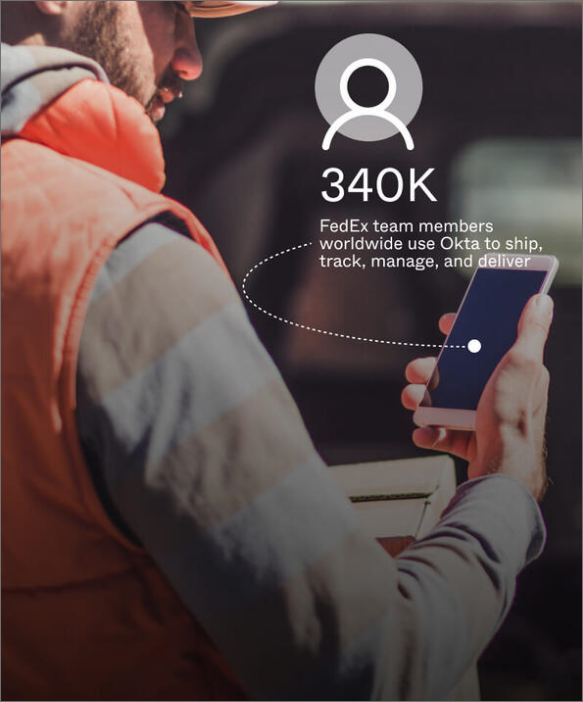 340K
FedEx team members
worldwide use Okta to ship,
track, manage, and deliver